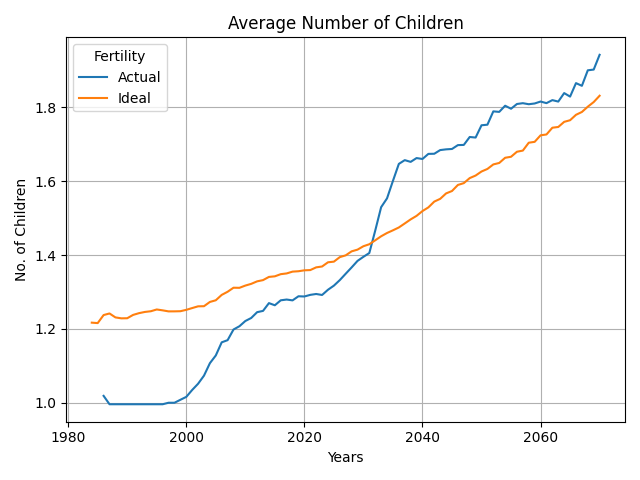 Average Number of Children
Fertility
Actual
Ideal
No. of Children
1.8
1.6
1.4
1.2
1.0
1980 2000 2020 2040 2060
Years